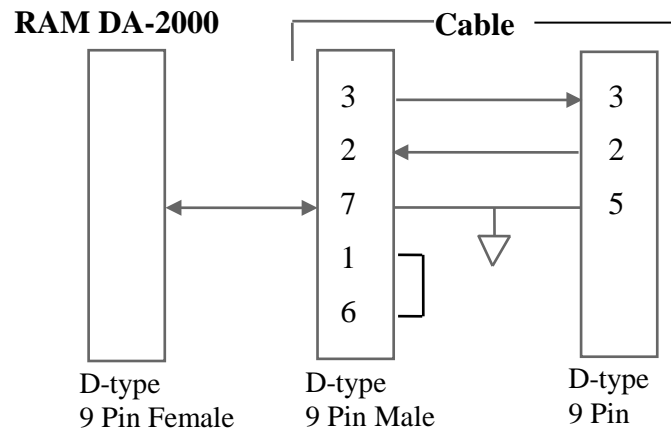 RAM DA-2000
Cable
3 3
2 2
7 5
1
6
D-type D-type D-type
9 Pin Female 9 Pin Male 9 Pin